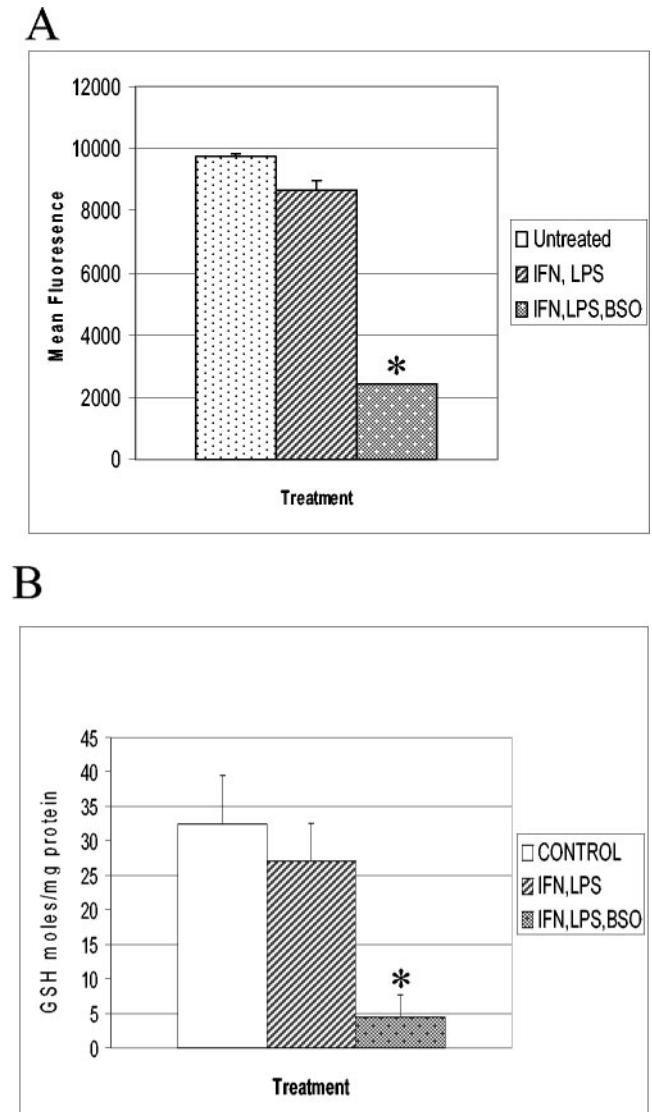 A
12000
10000
8000
6000
4000
2000
0
Mean Fluoresence
*
Treatment
Untreated
IFN, LPS
IFN,LPS,BSO
B
45
40
35
30
25
20
15
10
5
0
GSH moles/mg protein
*
Treatment
CONTROL
IFN,LPS
IFN,LPS,BSO